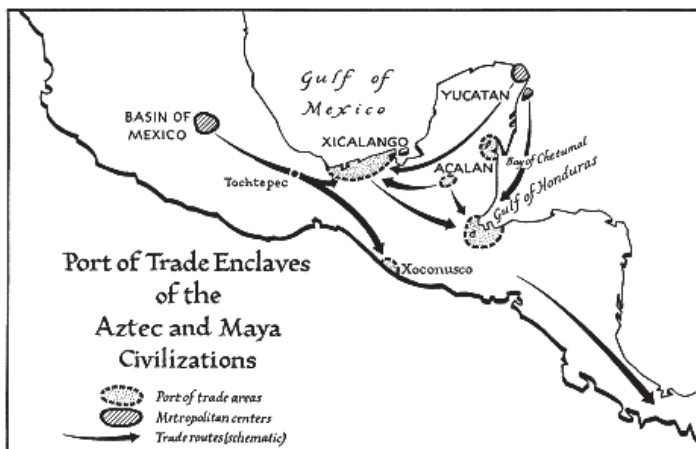 Gulf of
Mexico
YUCATAN
BASIN OF
MEXICO
XICALANGO
Bay of Chetumal
ACALAN
Tochtepec
Gulf of Honduras
Xoconusco
Port of Trade Enclaves
of the
Aztec and Maya
Civilizations
Port of trade areas
Metropolitan centers
Trade routes (schematic)